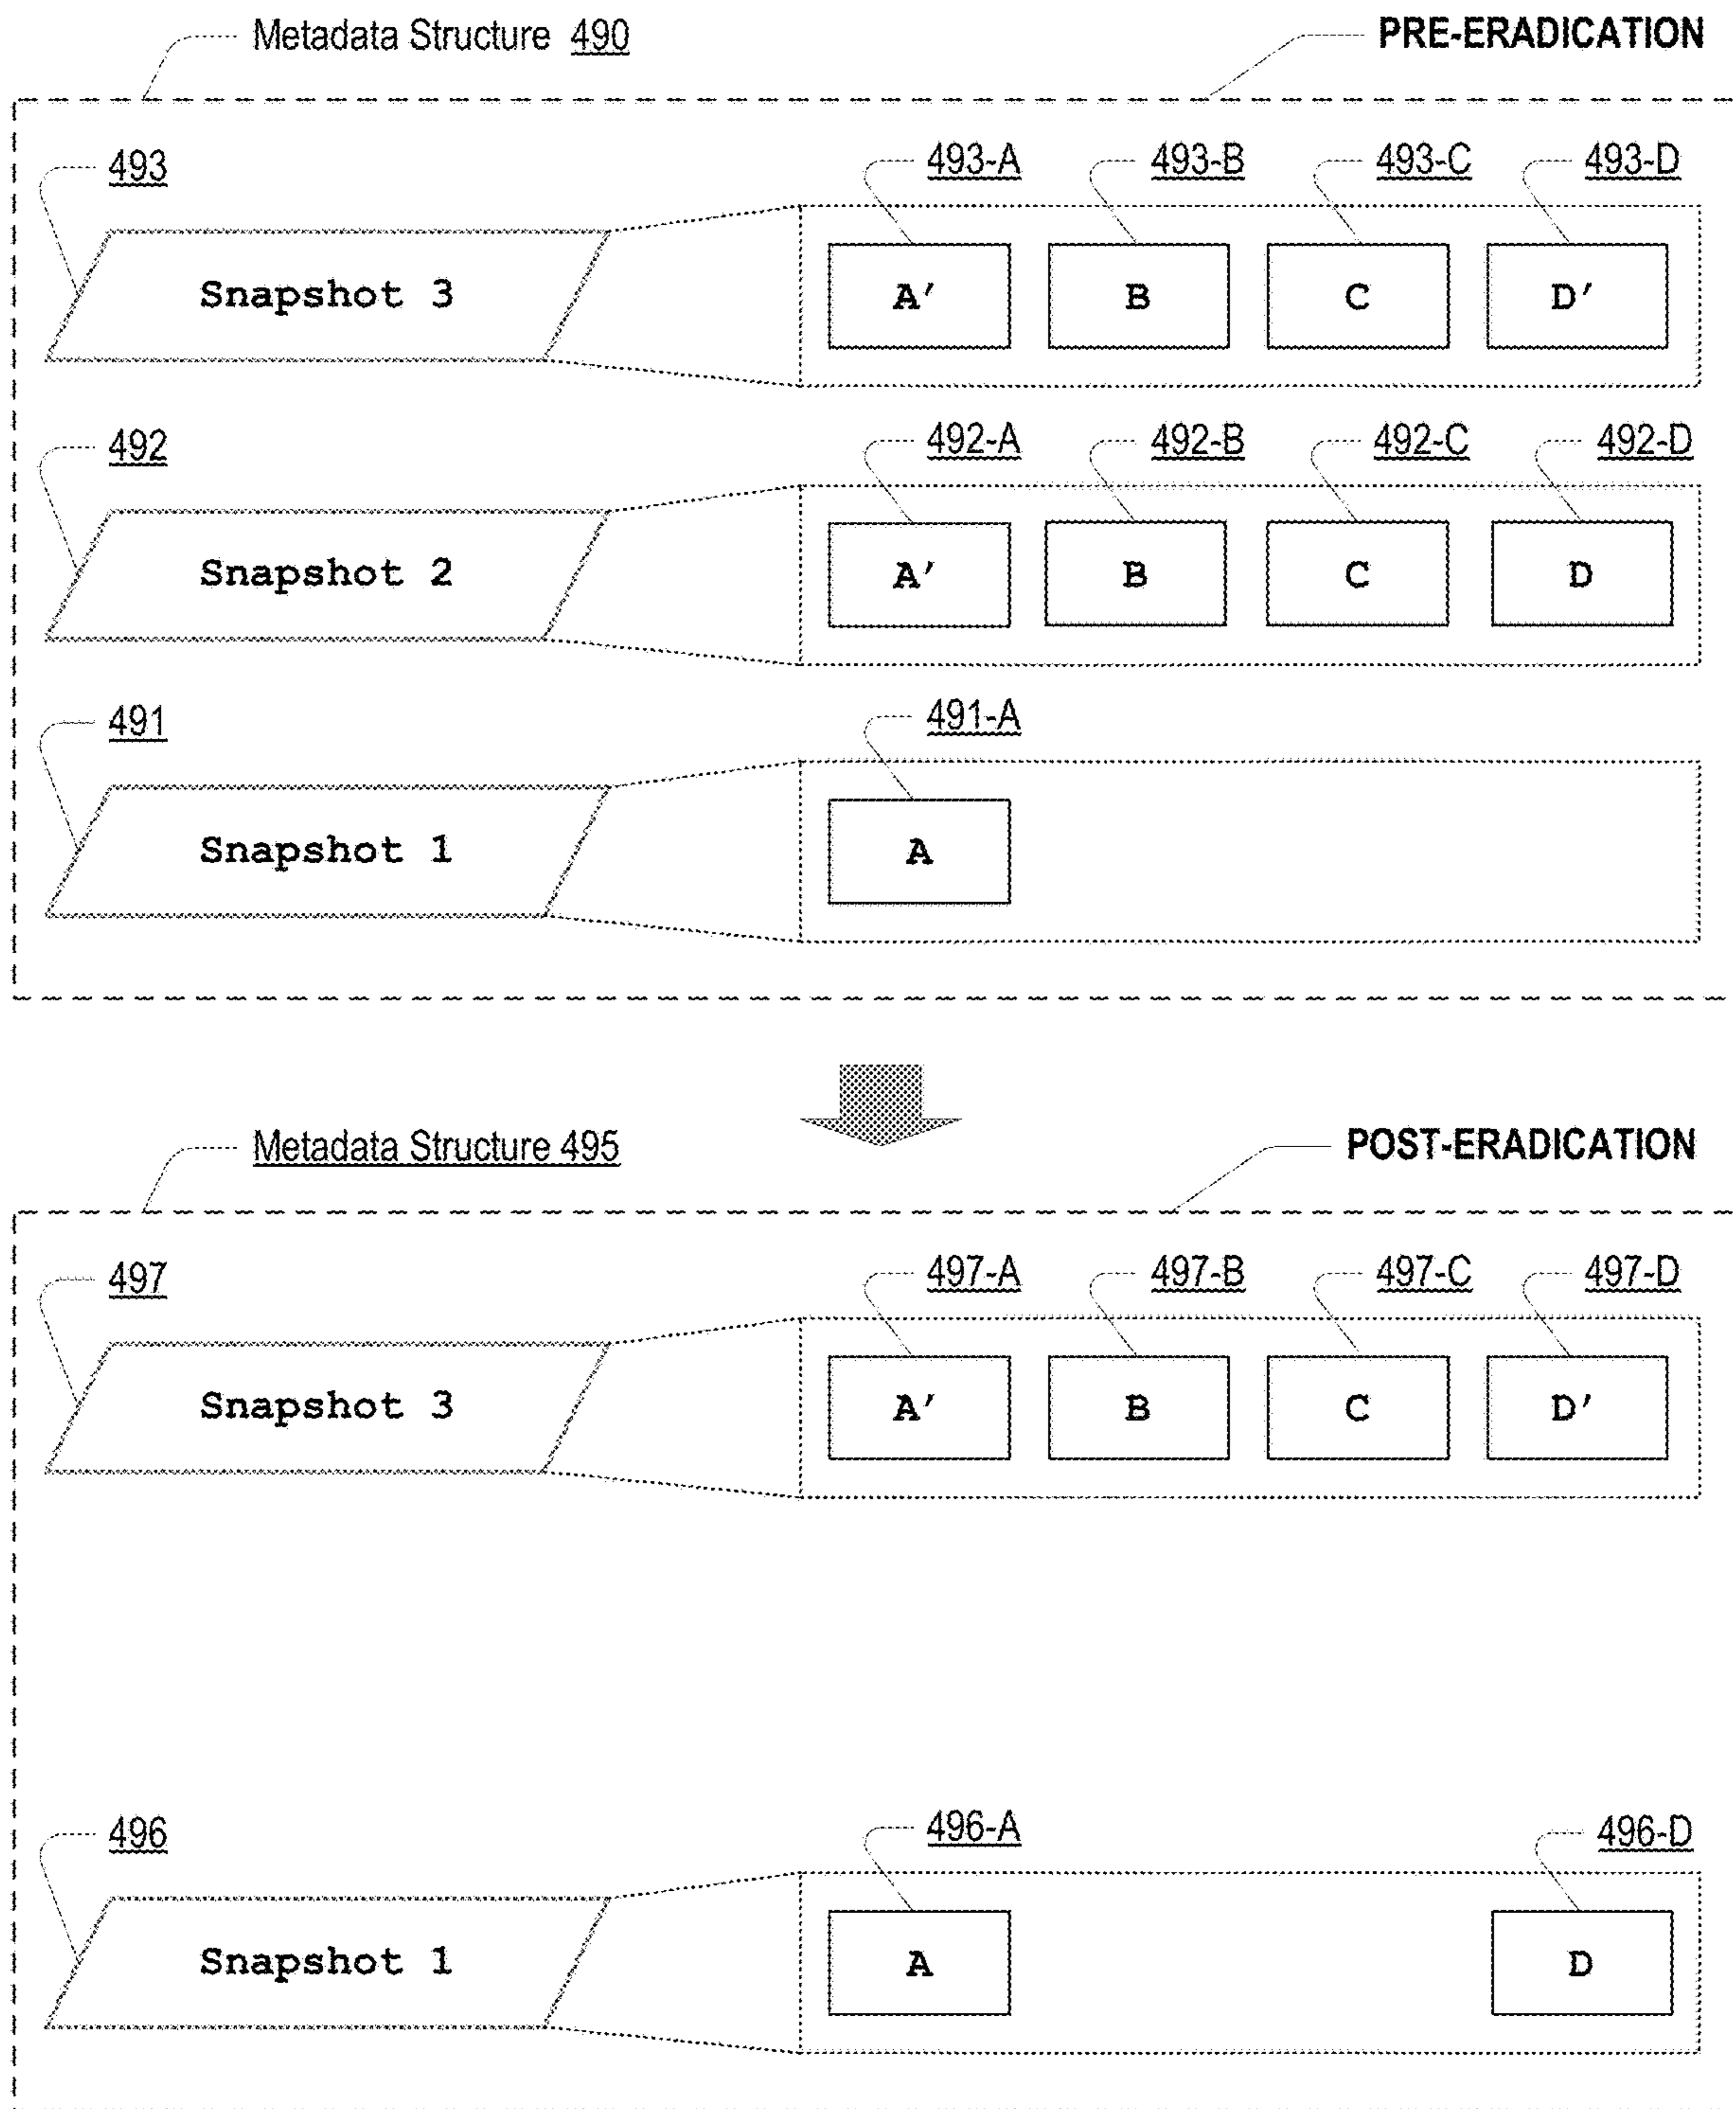 Metadata Structure 490 PRE-ERADICATION
493 493-A 493-B 493-C 493-D
Snapshot 3 A' B C D'
492 492-A 492-B 492-C 492-D
Snapshot 2 A' B C D
491 491-A
Snapshot 1 A
Metadata Structure 495 POST-ERADICATION
497 497-A 497-B 497-C 497-D
Snapshot 3 A' B C D'
496 496-A 496-D
Snapshot 1 A D